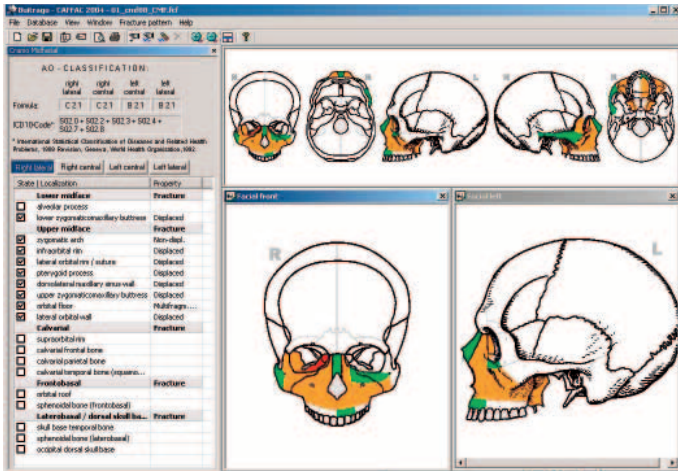 Buitrago - CAFFAC 2004 - 01_cmd00_CMF.fcf
File Database View Window Fracture pattern Help
Cranio Midfacial
AO - CLASSIFICATION:
right lateral right central left central left lateral
Formula: C 2 1 C 2 1 B 2 1 B 2 1
ICD 10-Code* S02.0 + S02.2 + S02.3 + S02.4 +
S02.7 + S02.8
* International Statistical Classification of Diseases and Related Health
Problems, 1989 Revision, Geneva, World Health Organization, 1992
Right lateral Right central Left central Left lateral
State Localization Property
Lower midface Fracture
alveolar process
lower zygomaticomaxillary buttress Displaced
Upper midface Fracture
zygomatic arch Non-displ.
infraorbital rim Displaced
lateral orbital rim / suture Displaced
pterygoid process Displaced
dorsolateral maxillary sinus wall Displaced
upper zygomaticomaxillary buttress Displaced
orbital floor Multifragm....
lateral orbital wall Displaced
Calvarial Fracture
supraorbital rim
calvarial frontal bone
calvarial parietal bone
calvarial temporal bone (squamo...
Frontobasal Fracture
orbital roof
sphenoidal bone (frontobasal)
Laterobasal / dorsal skull ba... Fracture
skull base temporal bone
sphenoidal bone (laterobasal)
occipital dorsal skull base
L
Facial front
R
Facial left
L